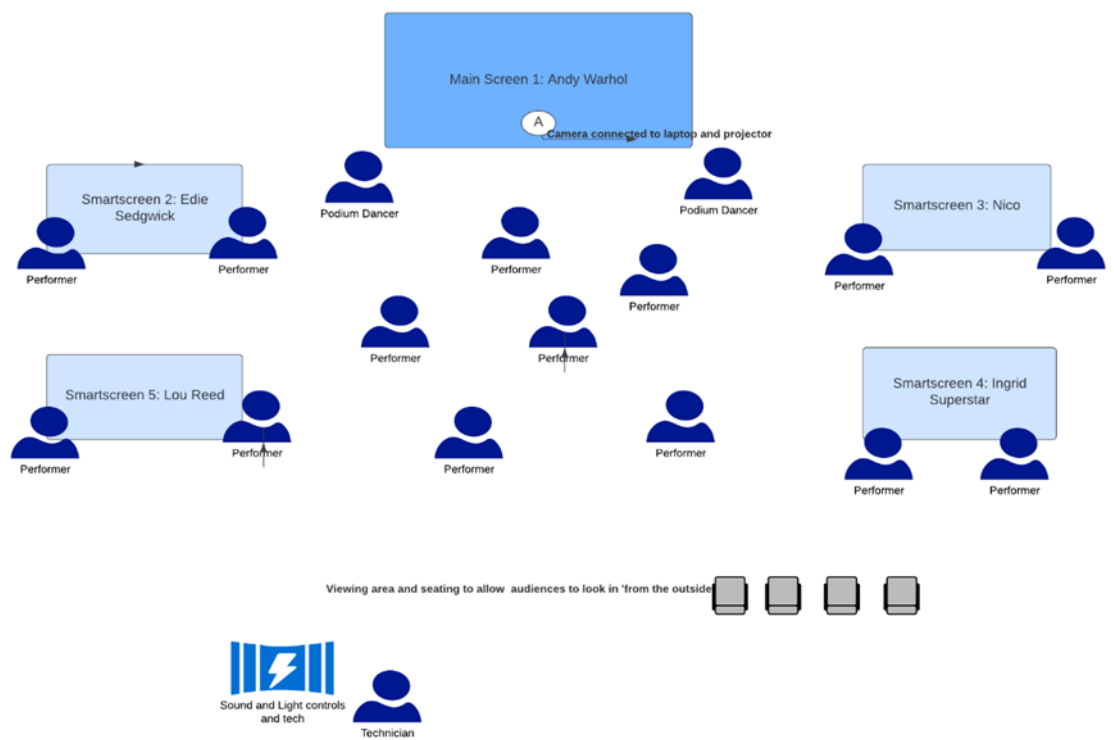 Main Screen 1: Andy Warhol
A
Camera connected to laptop and projector
Smartscreen 2: Edie
Sedgwick
Podium Dancer
Podium Dancer
Smartscreen 3: Nico
Performer
Performer
Performer
Performer
Performer
Performer
Performer
Performer
Smartscreen 5: Lou Reed
Smartscreen 4: Ingrid
Superstar
Performer
Performer
Performer
Performer
Performer
Performer
Viewing area and seating to allow audiences to look in 'from the outside
Sound and Light controls
and tech
Technician